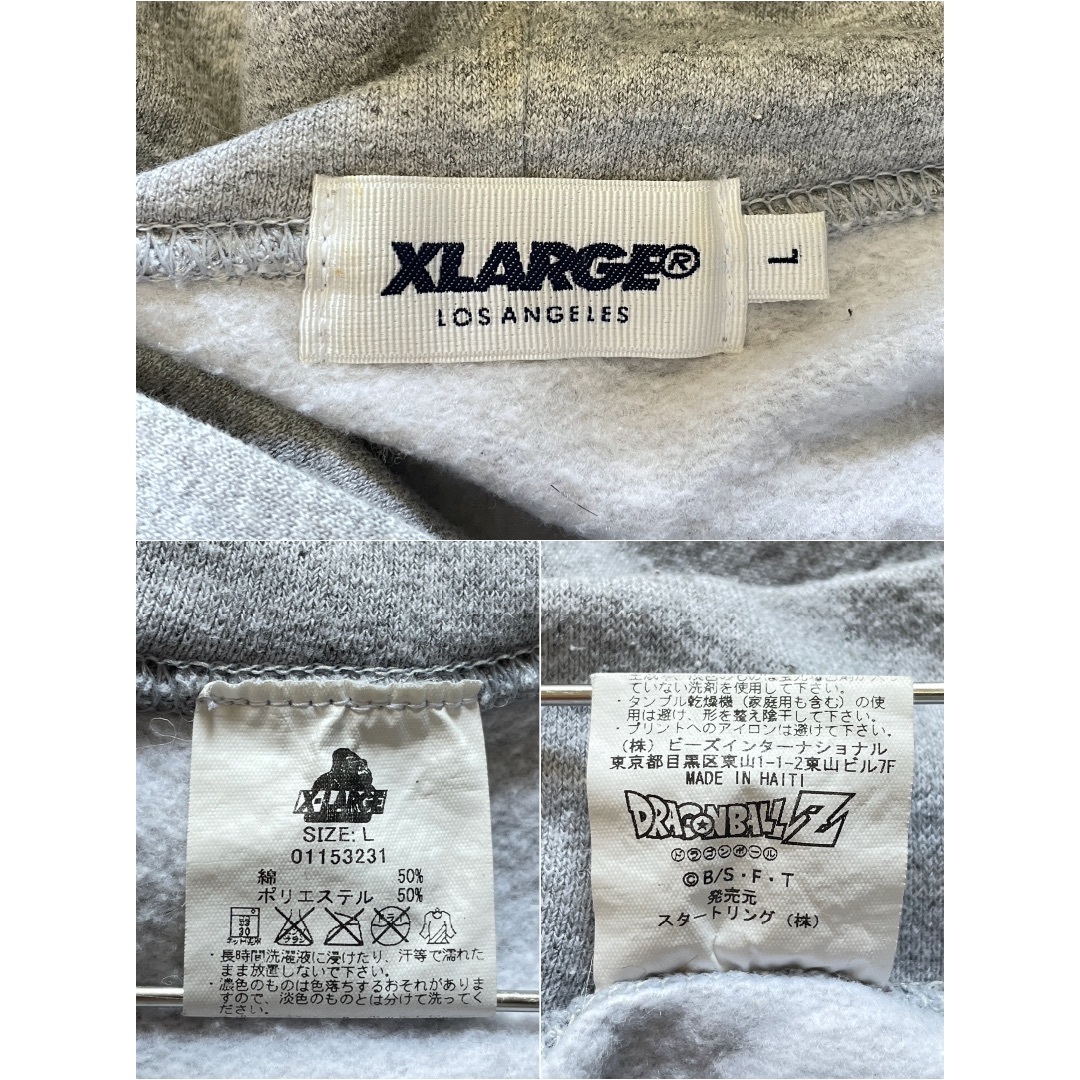 XLARGE®
LOS ANGELES
L
X-LARGE
SIZE: L
01153231
綿 50%
ポリエステル 50%
30
・長時間洗濯液に浸けたり、汗等で濡れた
まま放置しないで下さい。
・濃色のものは色落ちするおそれがありま
すので、淡色のものとは分けて洗ってく
ださい。
ていない洗剤を使用して下さい。
・タンブル乾燥機（家庭用も含む）の使
用は避け、形を整え陰干して下さい。
・プリントへのアイロンは避けて下さい。
（株）ビーズインターナショナル
東京都目黒区東山1-1-2東山ビル7F
MADE IN HAITI
DRAGONBALL Z
ドラゴンボール
©B/S・F・T
発売元
スタートリング（株）